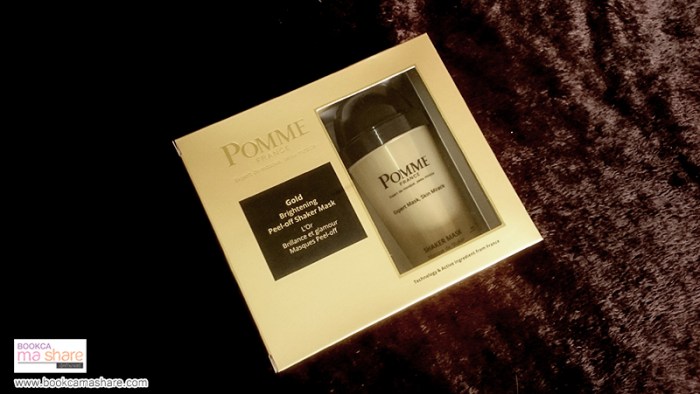 POMME
FRANCE
Gold
Brightening
Peel-off Shaker Mask
L'Or
Brillance et glamour
Masques Peel-off
POMME
FRANCE
Expert Mask, Skin Miracle
SHAKER MASK
Technology & Active Ingredient from France
BOOKCA
ma share
www.bookcamashare.com